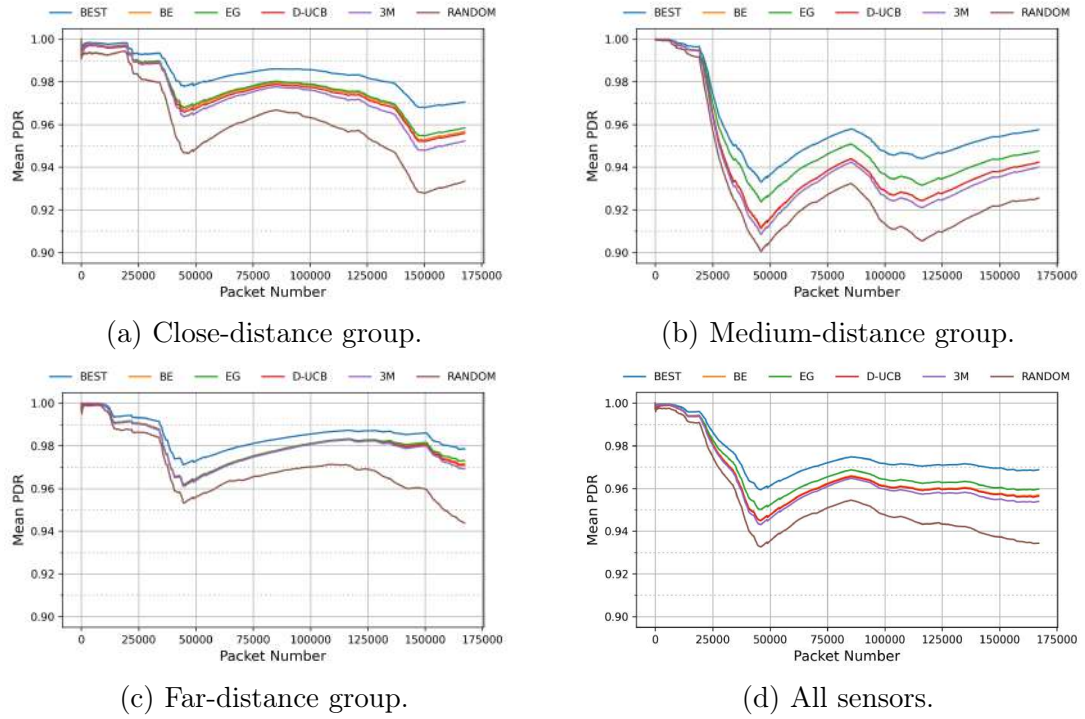 BEST BE EG D-UCB 3M RANDOM
1.00
0.98
0.96
0.94
0.92
0.90
Mean PDR
0 25000 50000 75000 100000 125000 150000 175000
Packet Number
(a) Close-distance group.
BEST BE EG D-UCB 3M RANDOM
1.00
0.98
0.96
0.94
0.92
0.90
Mean PDR
0 25000 50000 75000 100000 125000 150000 175000
Packet Number
(b) Medium-distance group.
BEST BE EG D-UCB 3M RANDOM
1.00
0.98
0.96
0.94
0.92
0.90
Mean PDR
0 25000 50000 75000 100000 125000 150000 175000
Packet Number
(c) Far-distance group.
BEST BE EG D-UCB 3M RANDOM
1.00
0.98
0.96
0.94
0.92
0.90
Mean PDR
0 25000 50000 75000 100000 125000 150000 175000
Packet Number
(d) All sensors.